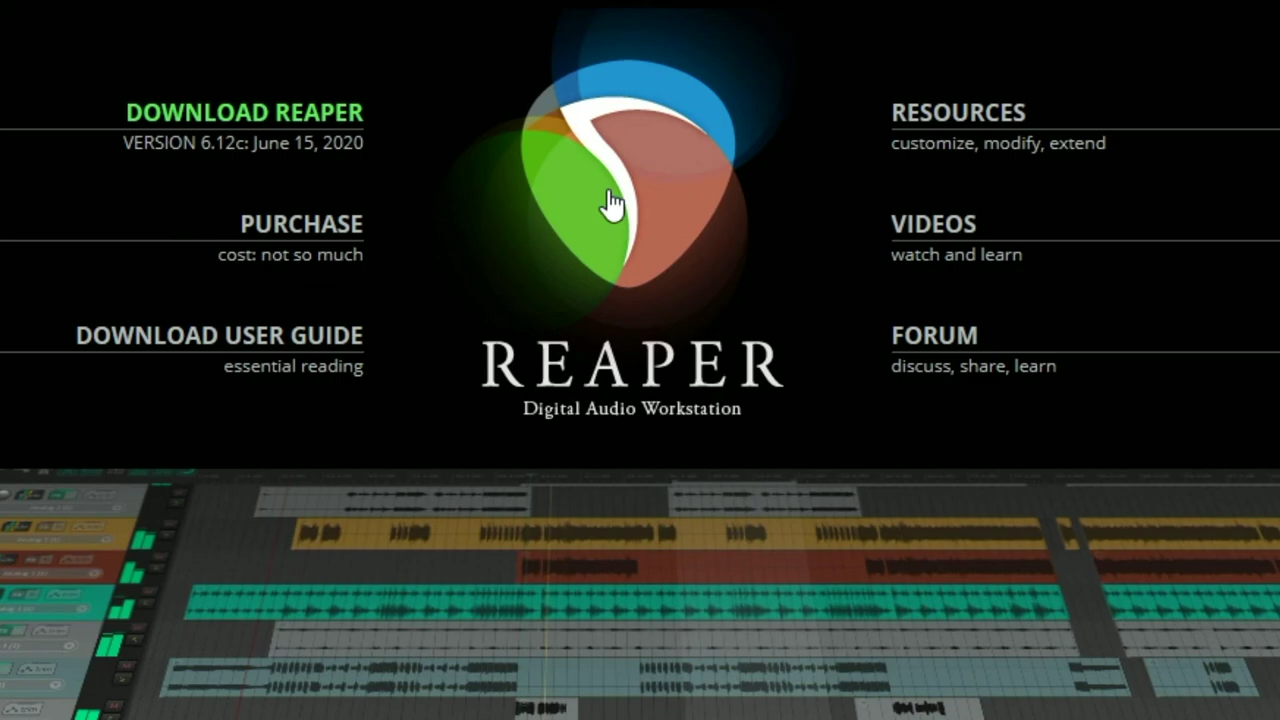 DOWNLOAD REAPER
VERSION 6.12c: June 15, 2020
PURCHASE
cost: not so much
DOWNLOAD USER GUIDE
essential reading
REAPER
Digital Audio Workstation
RESOURCES
customize, modify, extend
VIDEOS
watch and learn
FORUM
discuss, share, learn